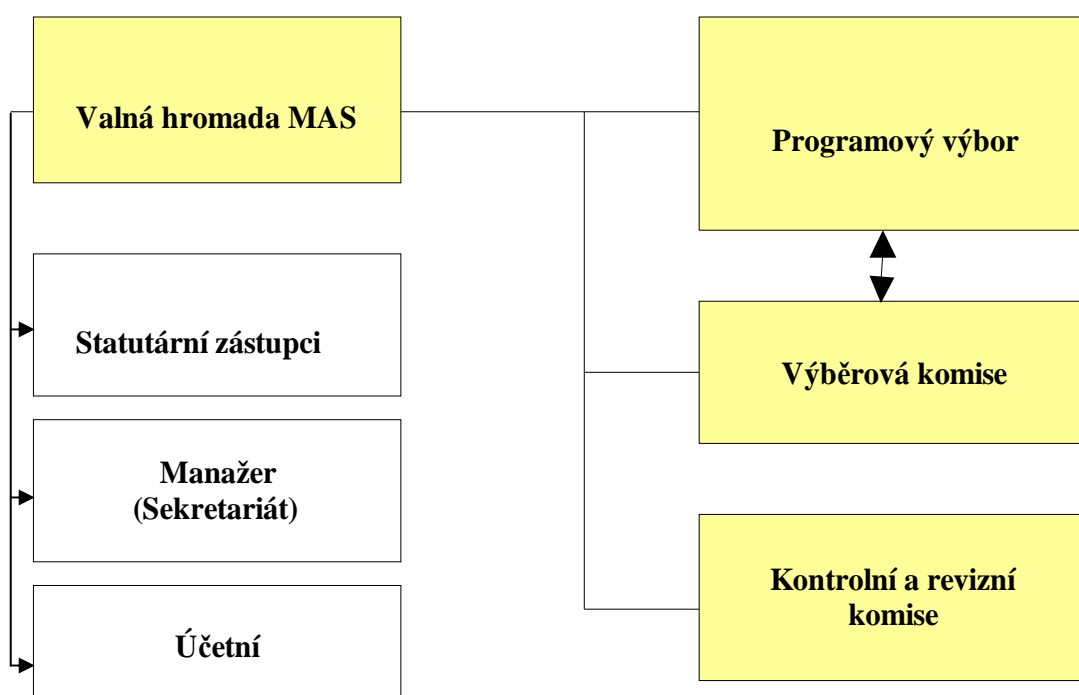 Valná hromada MAS
Programový výbor
Statutární zástupci
Výběrová komise
Manažer
(Sekretariát)
Kontrolní a revizní
komise
Účetní